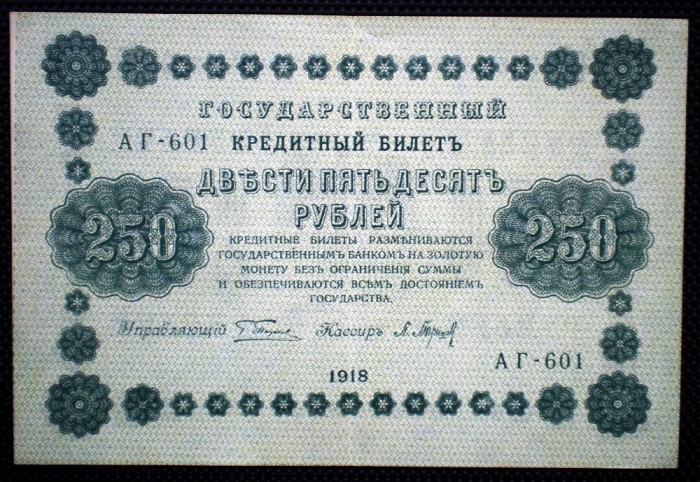 ГОСУДАРСТВЕННЫЙ
АГ-601 КРЕДИТНЫЙ БИЛЕТЪ
ДВѢСТИ ПЯТЬДЕСЯТЪ
РУБЛЕЙ
250
250
КРЕДИТНЫЕ БИЛЕТЫ РАЗМѢНИВАЮТСЯ
ГОСУДАРСТВЕННЫМЪ БАНКОМЪ НА ЗОЛОТУЮ
МОНЕТУ БЕЗЪ ОГРАНИЧЕНІЯ СУММЫ
И ОБЕЗПЕЧИВАЮТСЯ ВСѢМЪ ДОСТОЯНІЕМЪ
ГОСУДАРСТВА.
Управляющій Кассиръ
АГ-601
1918